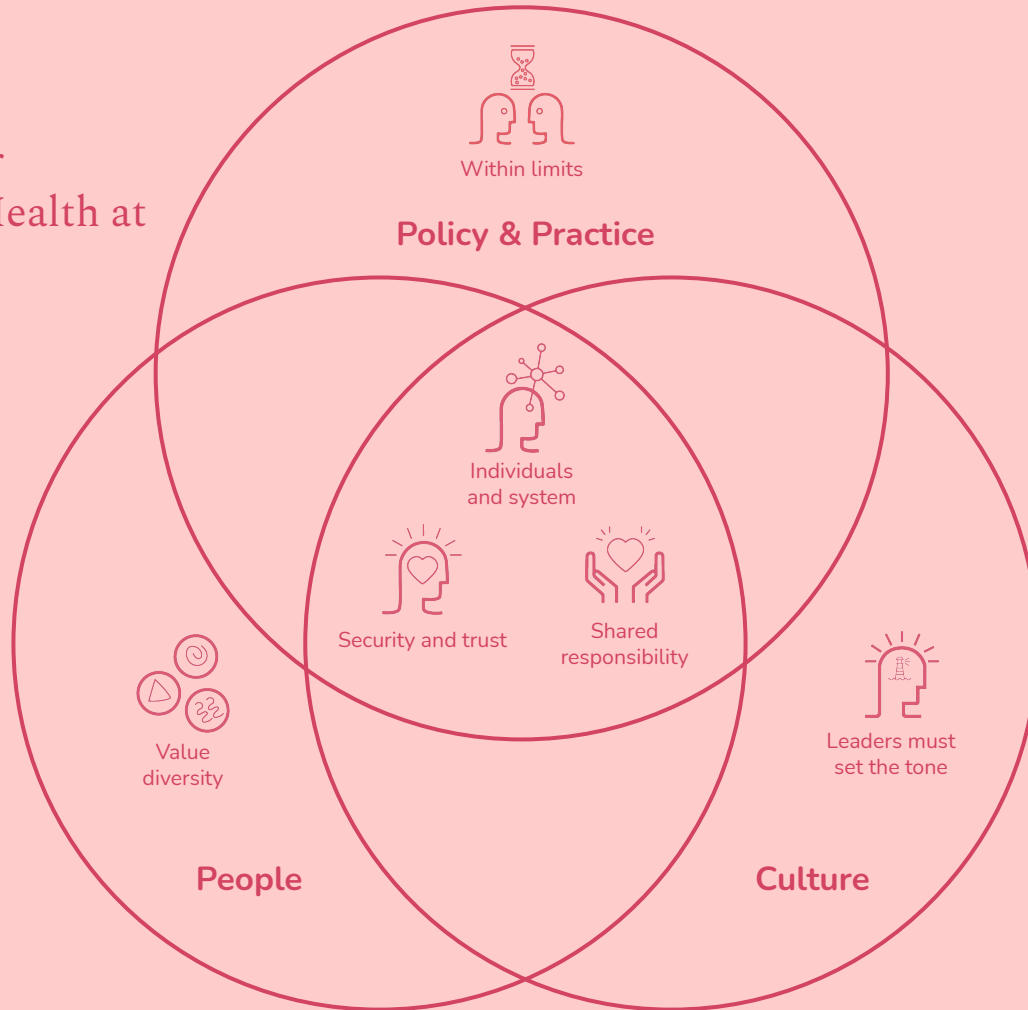 ealth at
Within limits
Policy & Practice
Individuals
and system
Security and trust
Shared
responsibility
Value
diversity
Leaders must
set the tone
People
Culture